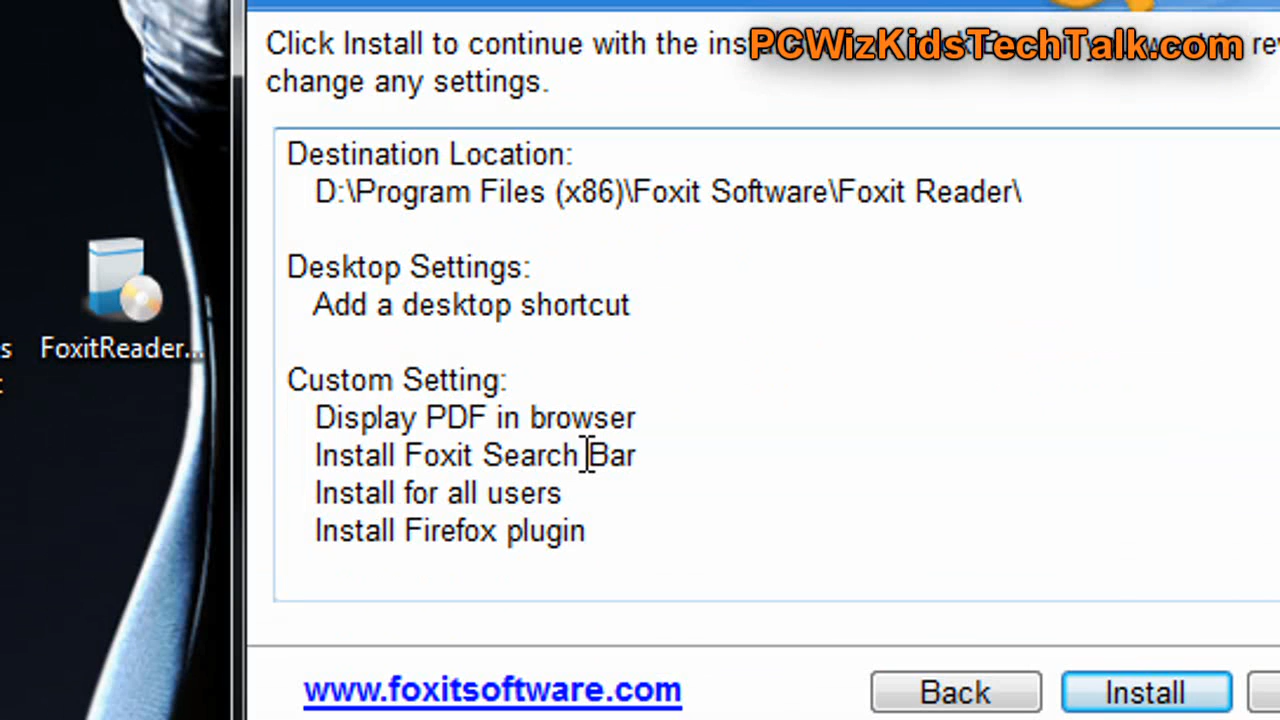 Click Install to continue with the
PCWizKidsTechTalk.com
change any settings.
Destination Location:
D:\Program Files (x86)\Foxit Software\Foxit Reader\
Desktop Settings:
Add a desktop shortcut
Custom Setting:
Display PDF in browser
Install Foxit Search Bar
Install for all users
Install Firefox plugin
FoxitReader...
www.foxitsoftware.com
Back
Install